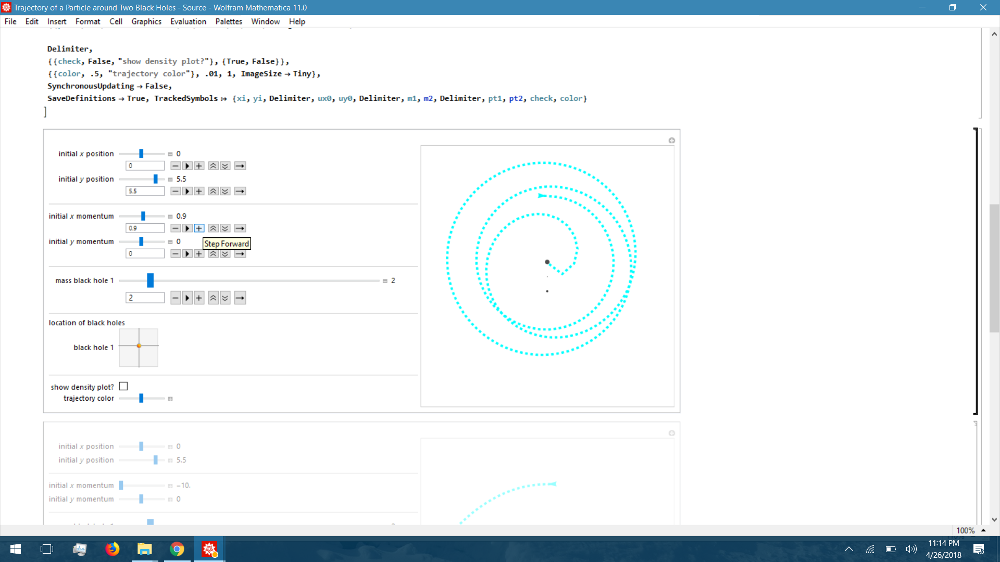 Trajectory of a Particle around Two Black Holes - Source - Wolfram Mathematica 11.0
File Edit Insert Format Cell Graphics Evaluation Palettes Window Help
Delimiter,
{{check, False, "show density plot?"}, {True, False}},
{{color, .5, "trajectory color"}, .01, 1, ImageSize → Tiny},
SynchronousUpdating → False,
SaveDefinitions → True, TrackedSymbols :→ {xi, yi, Delimiter, ux0, uy0, Delimiter, m1, m2, Delimiter, pt1, pt2, check, color}
]
initial x position 0
0
initial y position 5.5
5.5
initial x momentum 0.9
0.9
initial y momentum 0
Step Forward
0
mass black hole 1 2
2
location of black holes
black hole 1
show density plot?
trajectory color
initial x position 0
initial y position 5.5
initial x momentum -10.
initial y momentum 0
100%
11:14 PM
4/26/2018